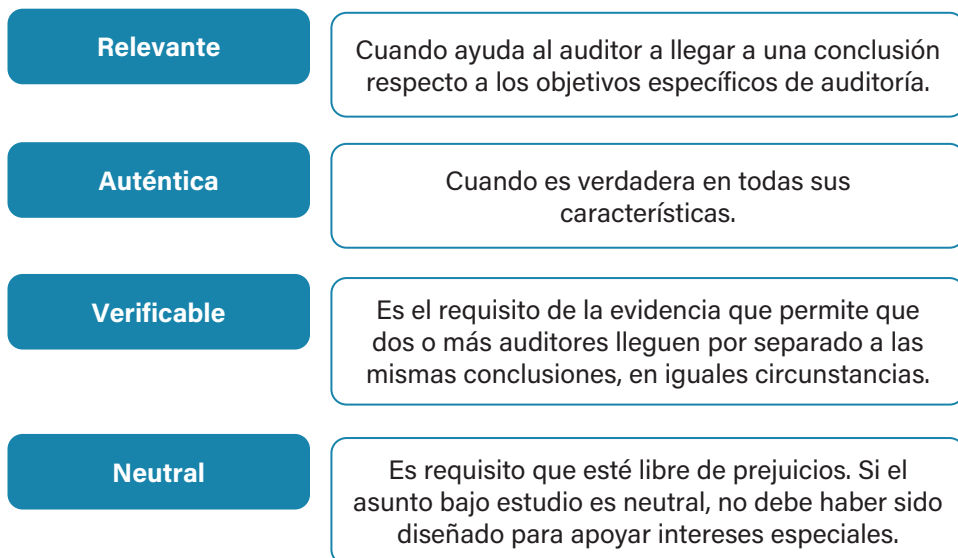 Relevante
Cuando ayuda al auditor a llegar a una conclusión
respecto a los objetivos específicos de auditoría.
Auténtica
Cuando es verdadera en todas sus
características.
Verificable
Es el requisito de la evidencia que permite que
dos o más auditores lleguen por separado a las
mismas conclusiones, en iguales circunstancias.
Neutral
Es requisito que esté libre de prejuicios. Si el
asunto bajo estudio es neutral, no debe haber sido
diseñado para apoyar intereses especiales.